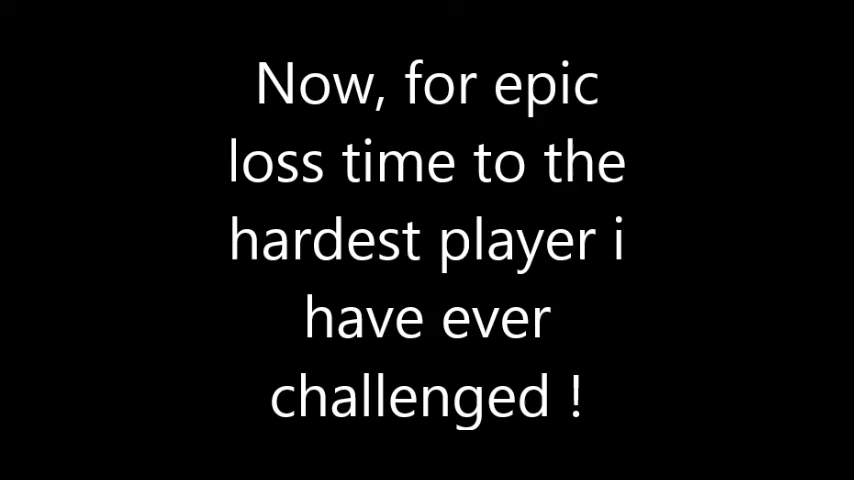 Now, for epic
loss time to the
hardest player i
have ever
challenged !